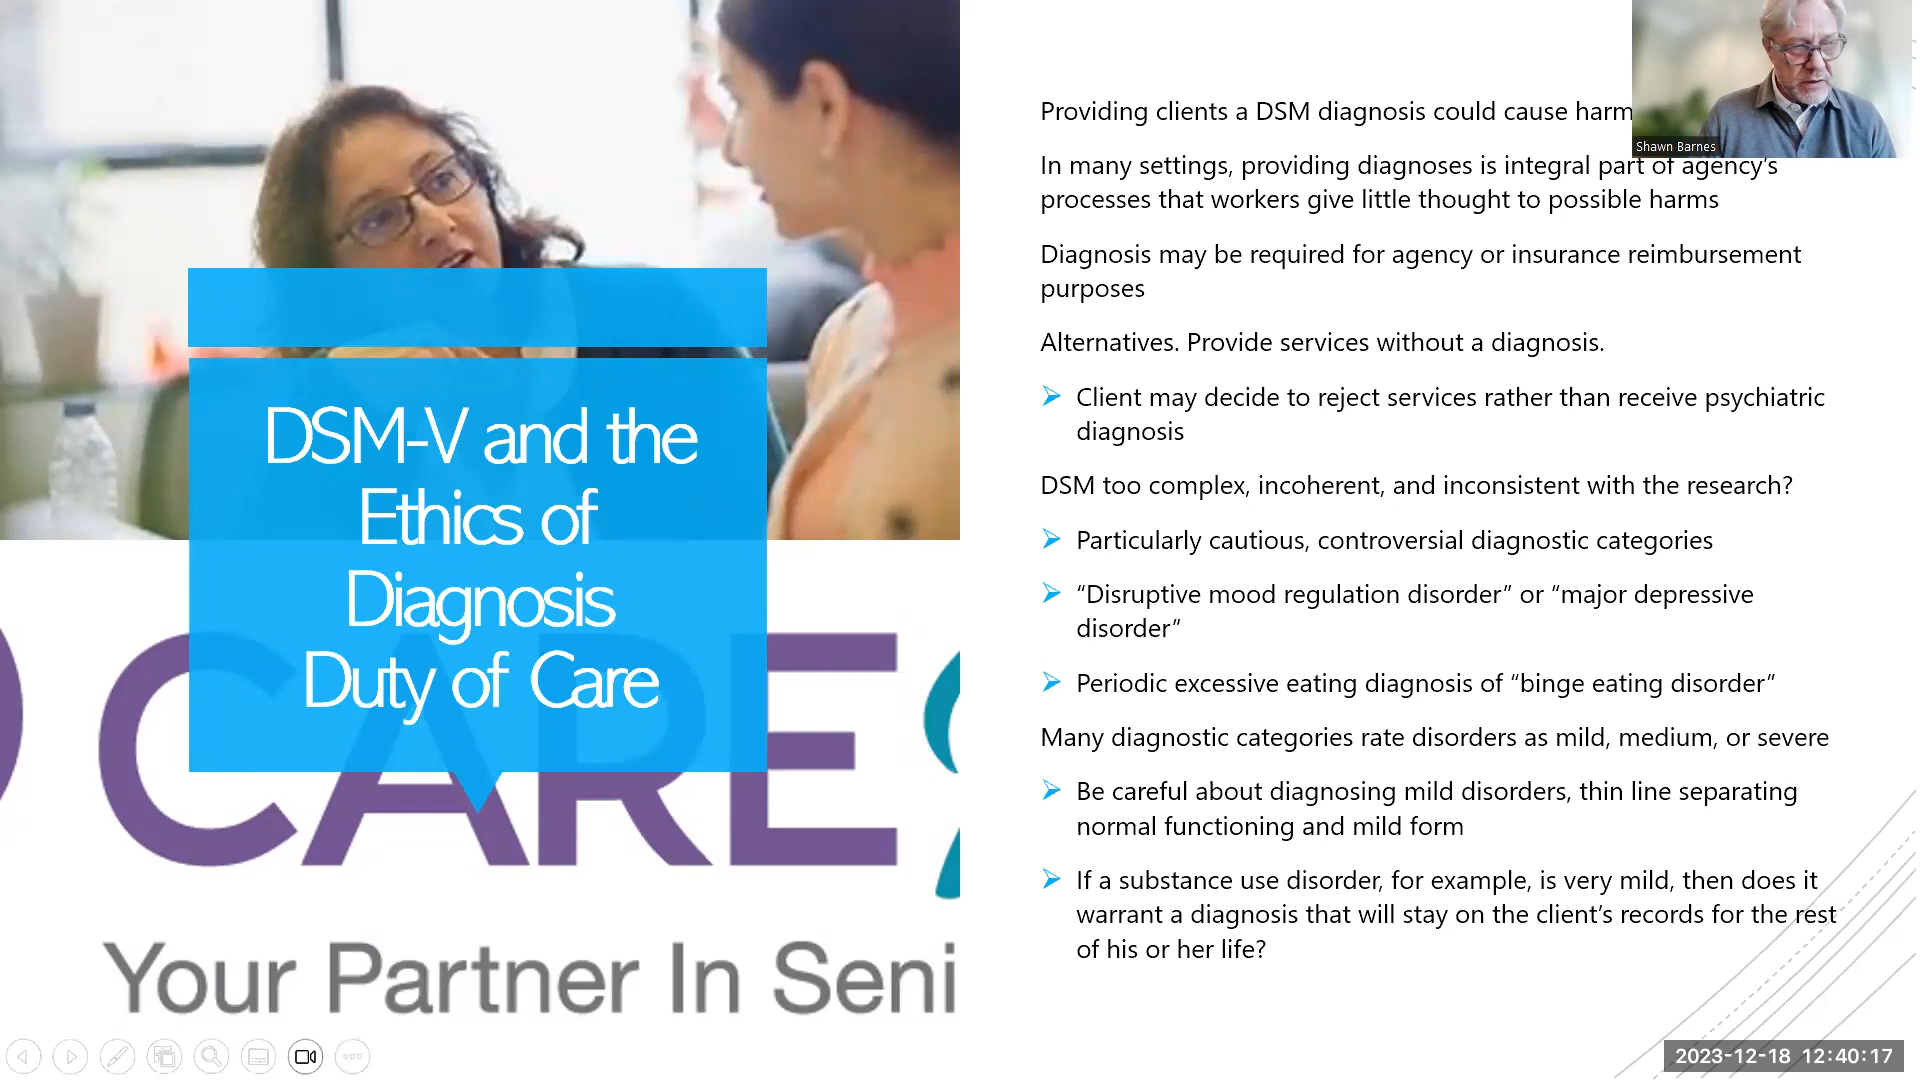 DSM-V and the
Ethics of
Diagnosis
Duty of Care
CARE
Your Partner In Seni
Providing clients a DSM diagnosis could cause harm
In many settings, providing diagnoses is integral part of agency's
processes that workers give little thought to possible harms
Diagnosis may be required for agency or insurance reimbursement
purposes
Alternatives. Provide services without a diagnosis.
Client may decide to reject services rather than receive psychiatric
diagnosis
DSM too complex, incoherent, and inconsistent with the research?
Particularly cautious, controversial diagnostic categories
“Disruptive mood regulation disorder” or “major depressive
disorder”
Periodic excessive eating diagnosis of “binge eating disorder”
Many diagnostic categories rate disorders as mild, medium, or severe
Be careful about diagnosing mild disorders, thin line separating
normal functioning and mild form
If a substance use disorder, for example, is very mild, then does it
warrant a diagnosis that will stay on the client’s records for the rest
of his or her life?
Shawn Barnes
2023-12-18 12:40:17